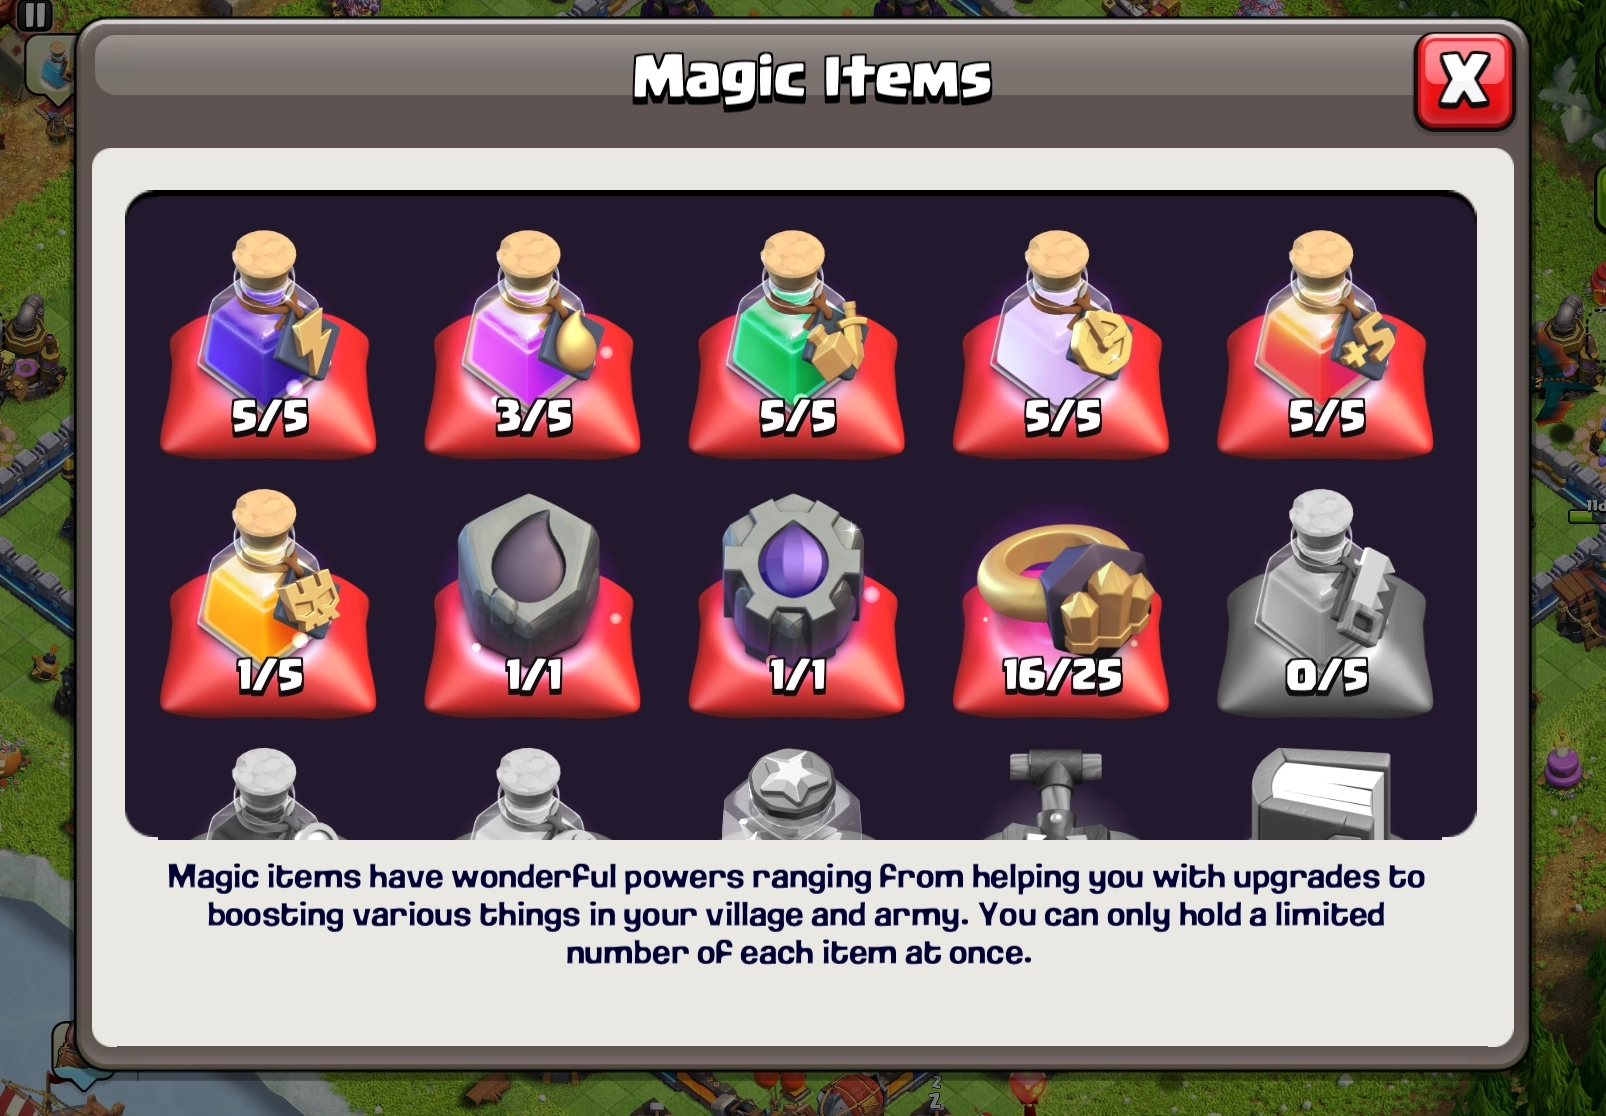 Magic Items
X
5/5
3/5
5/5
5/5
x5
5/5
1/5
1/1
1/1
16/25
0/5
Magic items have wonderful powers ranging from helping you with upgrades to
boosting various things in your village and army. You can only hold a limited
number of each item at once.
z
z